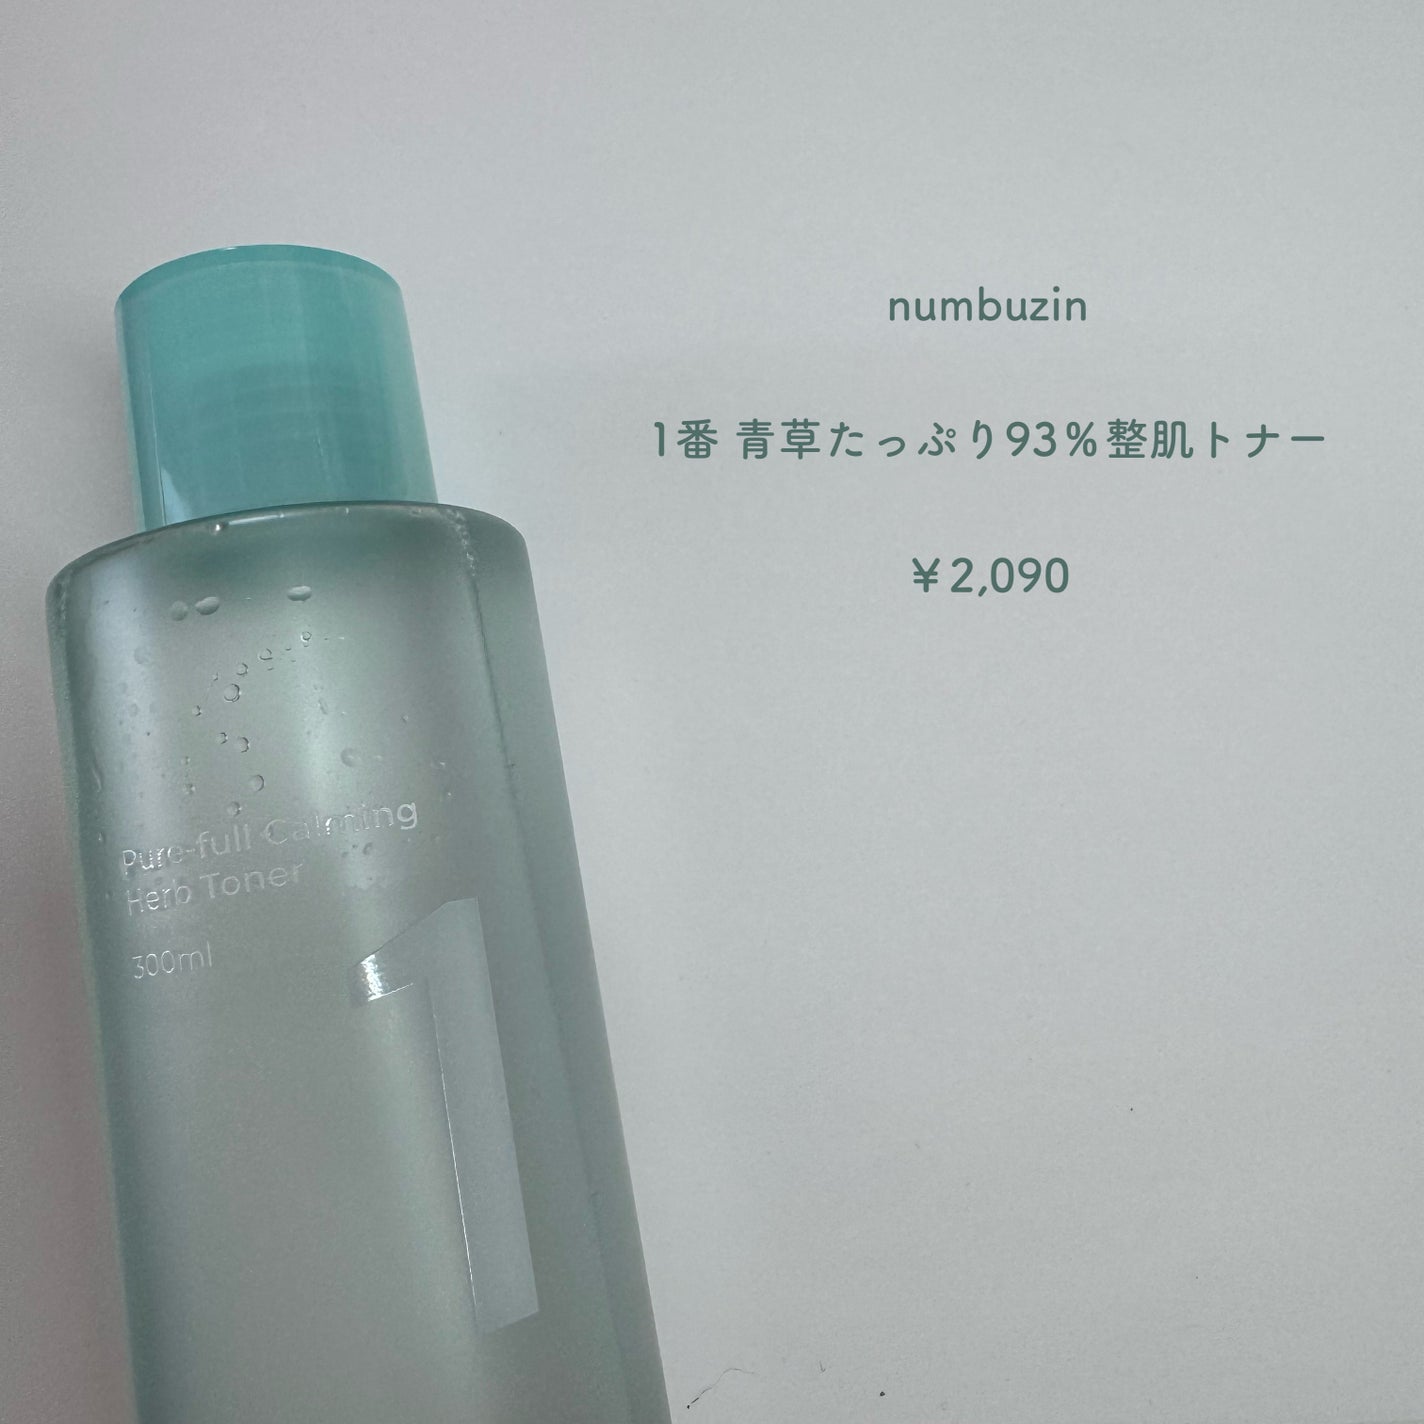 numbuzin
1番 青草たっぷり93%整肌トナー
¥2,090
Pure-full Calming
Herb Toner
300ml
1